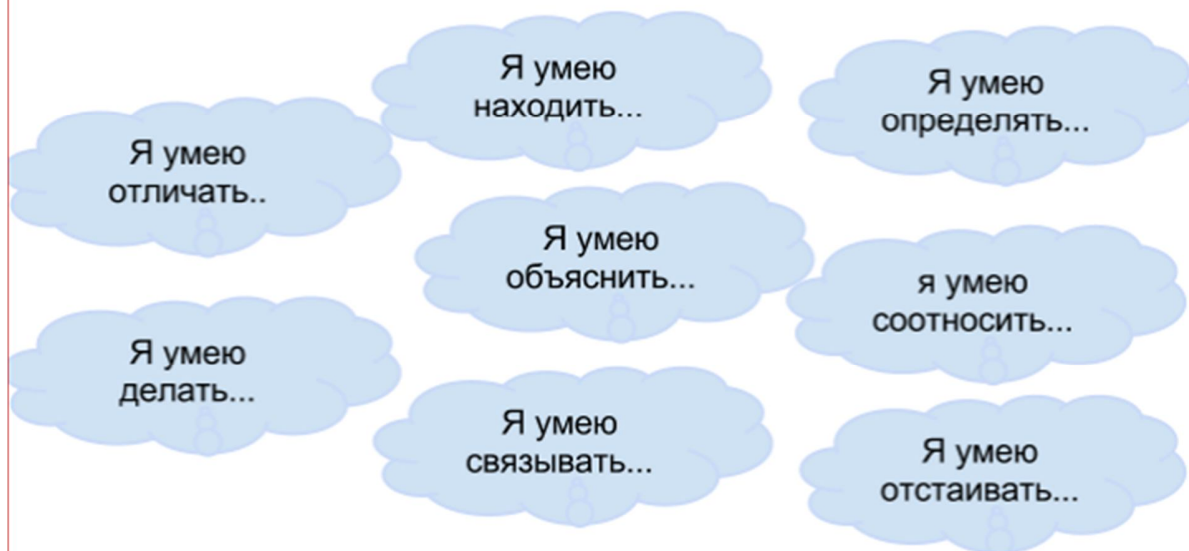 Я умею
находить...
Я умею
определять...
Я умею
отличать..
Я умею
объяснить...
я умею
соотносить...
Я умею
делать...
Я умею
связывать...
Я умею
отстаивать...